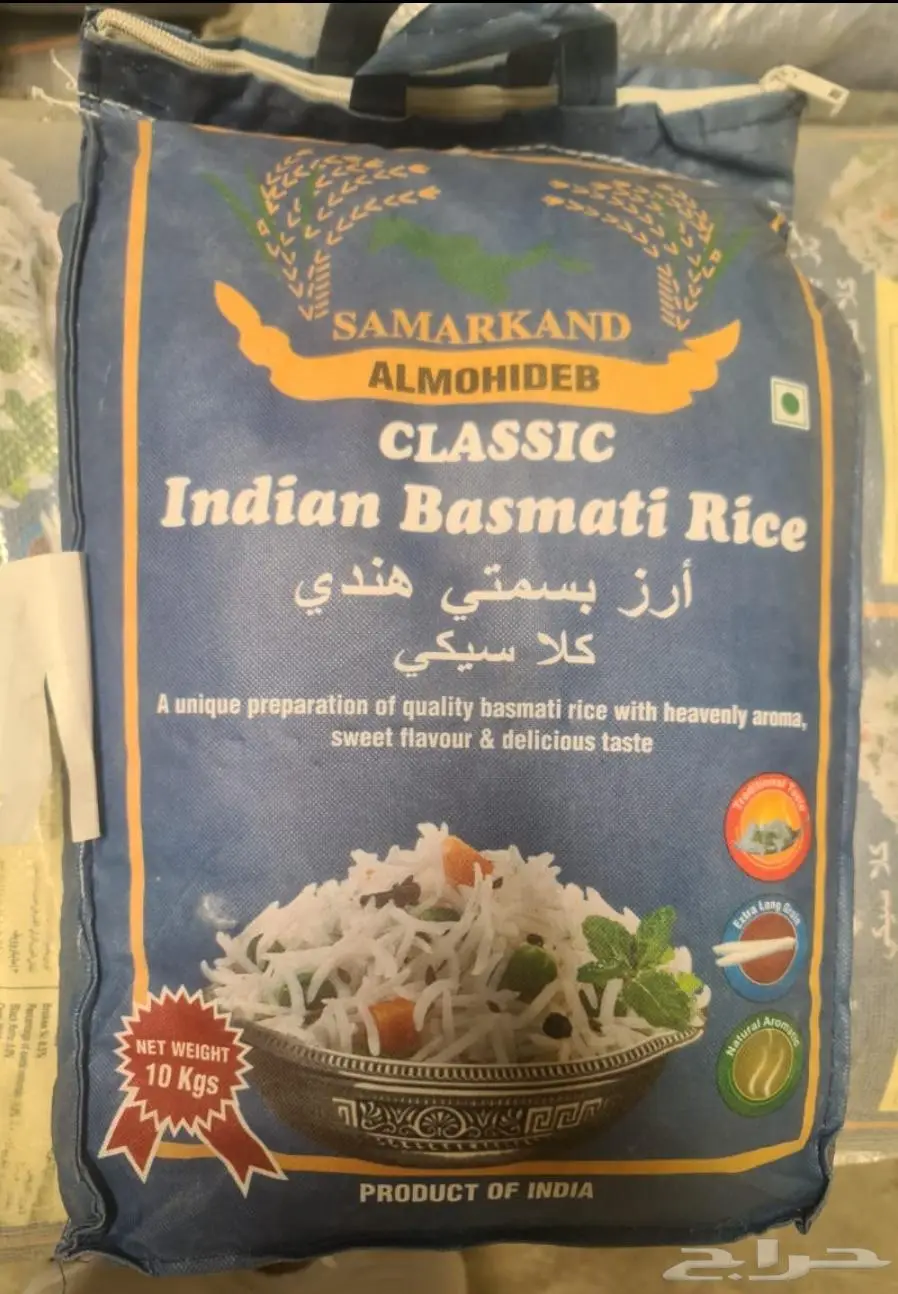 SAMARKAND
ALMOHIDEB
CLASSIC
Indian Basmati Rice
أرز بسمتي هندي
كلا سيكي
A unique preparation of quality basmati rice with heavenly aroma,
sweet flavour & delicious taste
Traditional Taste
Extra Long Grain
Natural Aromatic
NET WEIGHT
10 Kgs
PRODUCT OF INDIA
كلا سيكي
حراج